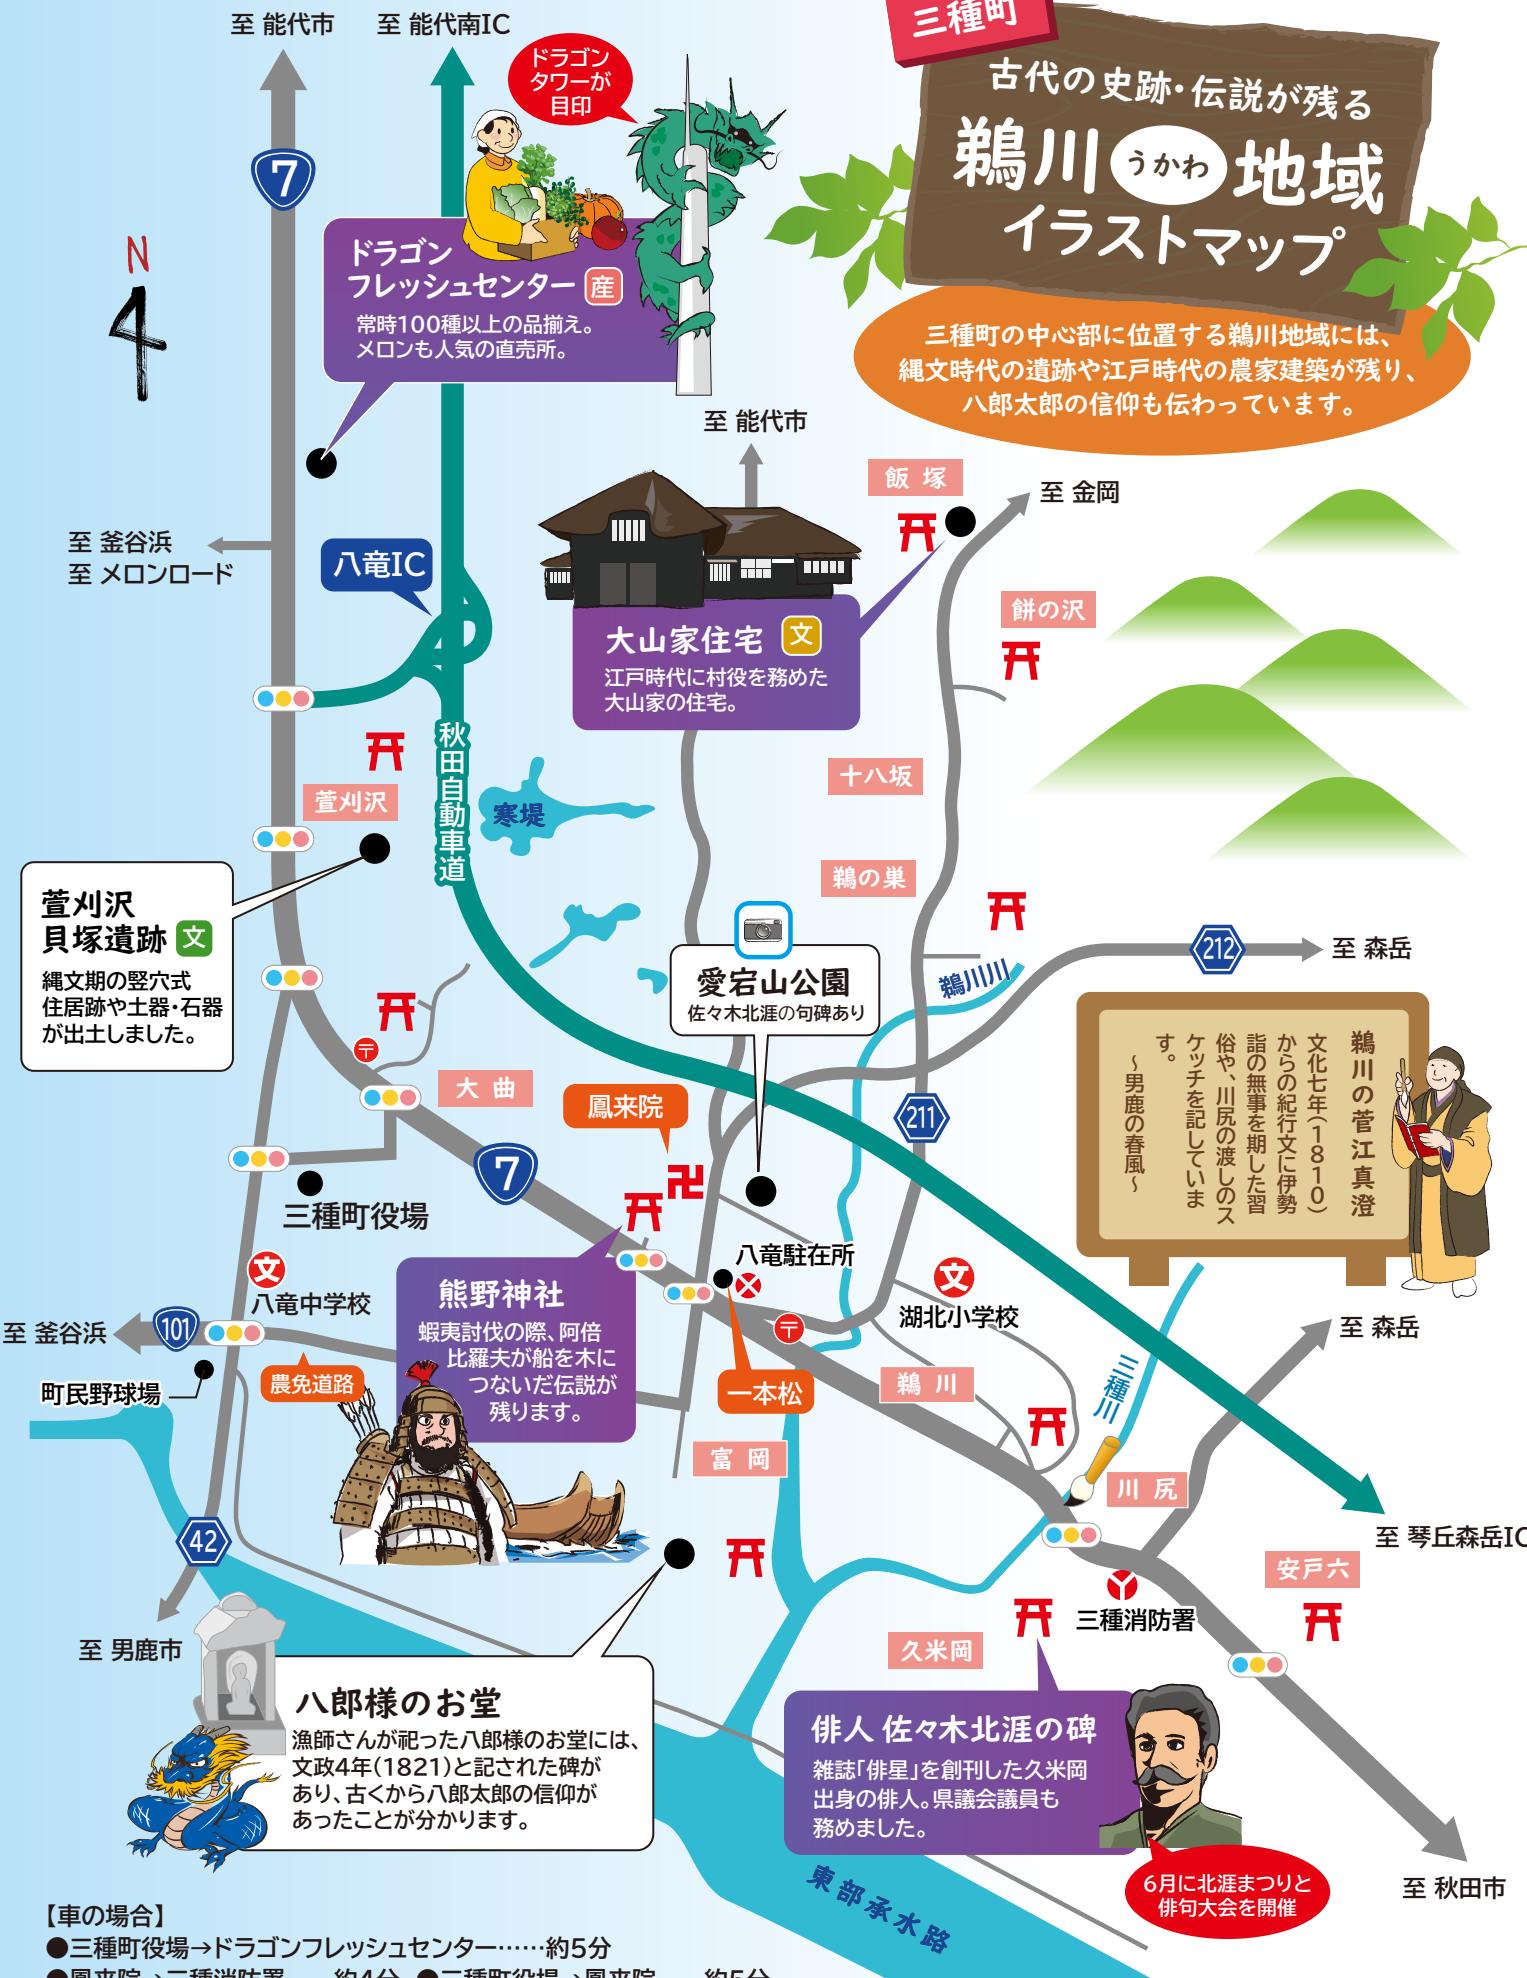 三種町
古代の史跡・伝説が残る
鵜川 うかわ 地域
イラストマップ
三種町の中心部に位置する鵜川地域には、
縄文時代の遺跡や江戸時代の農家建築が残り、
八郎太郎の信仰も伝わっています。
至 能代市
至 能代南IC
7
N
ドラゴン
タワーが
目印
ドラゴン
フレッシュセンター 産
常時100種以上の品揃え。
メロンも人気の直売所。
至 釜谷浜
至 メロンロード
八竜IC
至 能代市
飯塚
至 金岡
餅の沢
大山家住宅 文
江戸時代に村役を務めた
大山家の住宅。
秋田自動車道
萱刈沢
寒堤
十八坂
鵜の巣
萱刈沢
貝塚遺跡 文
縄文期の竪穴式
住居跡や土器・石器
が出土しました。
愛宕山公園
佐々木北涯の句碑あり
鵜川川
212
至 森岳
鵜川の菅江真澄
文化七年(1810)
からの紀行文に伊勢
詣の無事を期した習
俗や、川尻の渡しのス
ケッチを記していま
す。
～男鹿の春風～
〒
大曲
鳳来院
卍
211
7
三種町役場
文
八竜中学校
八竜駐在所
文
湖北小学校
至 釜谷浜
101
農免道路
町民野球場
熊野神社
蝦夷討伐の際、阿倍
比羅夫が船を木に
つないだ伝説が
残ります。
〒
一本松
鵜川
三種川
至 森岳
富岡
川尻
至 琴丘森岳IC
42
至 男鹿市
安戸六
三種消防署
久米岡
八郎様のお堂
漁師さんが祀った八郎様のお堂には、
文政4年(1821)と記された碑が
あり、古くから八郎太郎の信仰が
あったことが分かります。
俳人 佐々木北涯の碑
雑誌「俳星」を創刊した久米岡
出身の俳人。県議会議員も
務めました。
6月に北涯まつりと
俳句大会を開催
東部承水路
至 秋田市
【車の場合】
●三種町役場→ドラゴンフレッシュセンター……約5分
●鳳来院→三種消防署……約4分 ●三種町役場→鳳来院……約5分